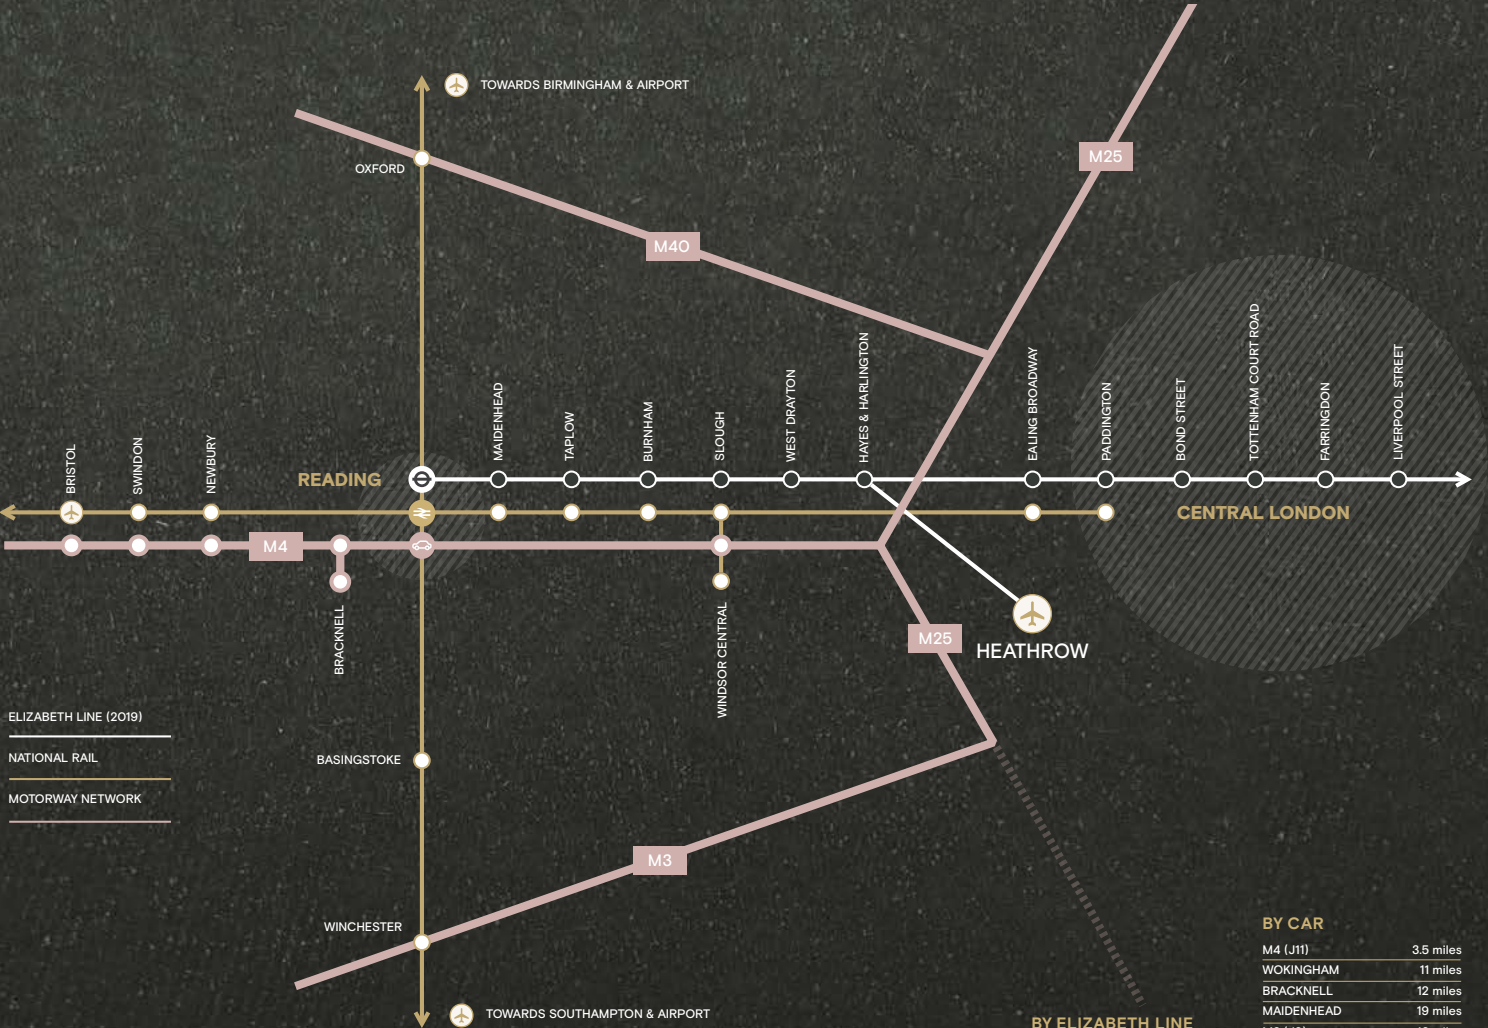 TOWARDS BIRMINGHAM & AIRPORT
OXFORD
M25
M40
BRISTOL
SWINDON
NEWBURY
READING
MAIDENHEAD
TAPLOW
BURNHAM
SLOUGH
WEST DRAYTON
HAYES & HARLINGTON
EALING BROADWAY
PADDINGTON
BOND STREET
TOTTENHAM COURT ROAD
FARRINGDON
LIVERPOOL STREET
CENTRAL LONDON
M4
BRACKNELL
WINDSOR CENTRAL
M25
HEATHROW
ELIZABETH LINE (2019)
NATIONAL RAIL
MOTORWAY NETWORK
BASINGSTOKE
M3
WINCHESTER
TOWARDS SOUTHAMPTON & AIRPORT
BY CAR
M4 (J11) 3.5 miles
WOKINGHAM 11 miles
BRACKNELL 12 miles
MAIDENHEAD 19 miles
BY ELIZABETH LINE